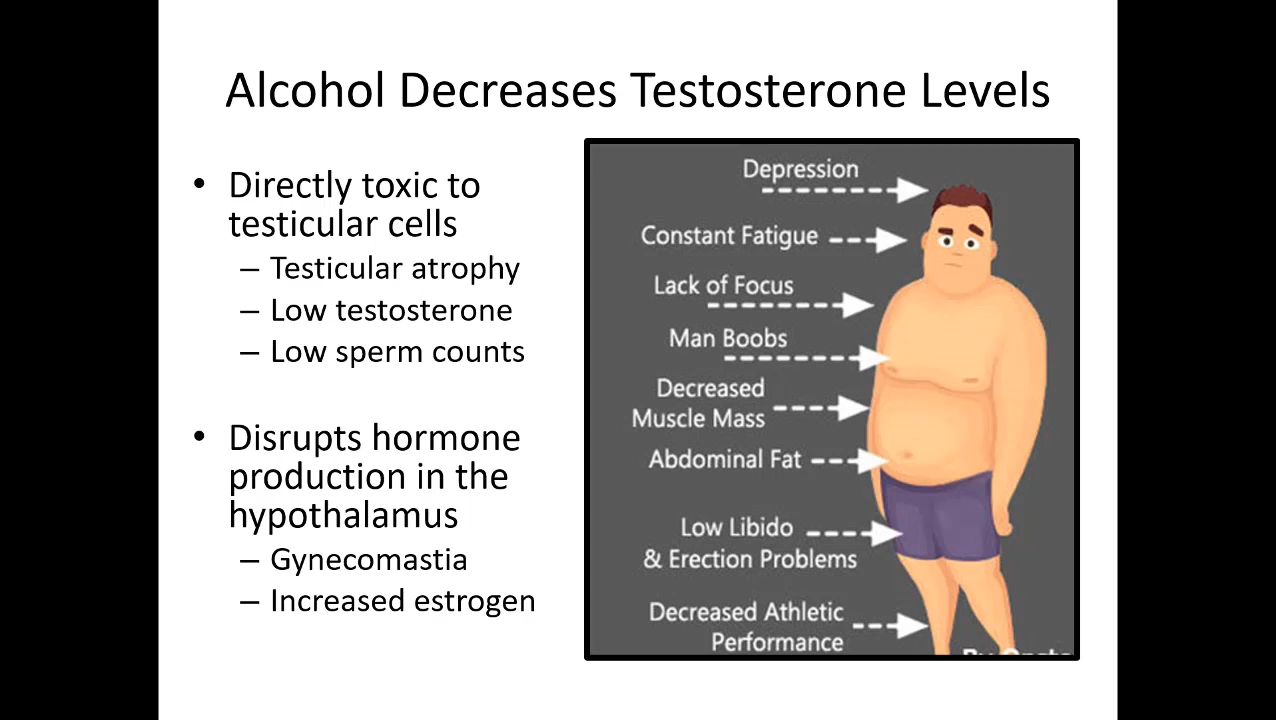 Alcohol Decreases Testosterone Levels
• Directly toxic to
testicular cells
– Testicular atrophy
– Low testosterone
– Low sperm counts
• Disrupts hormone
production in the
hypothalamus
– Gynecomastia
– Increased estrogen
Depression
Constant Fatigue
Lack of Focus
Man Boobs
Decreased
Muscle Mass
Abdominal Fat
Low Libido
& Erection Problems
Decreased Athletic
Performance